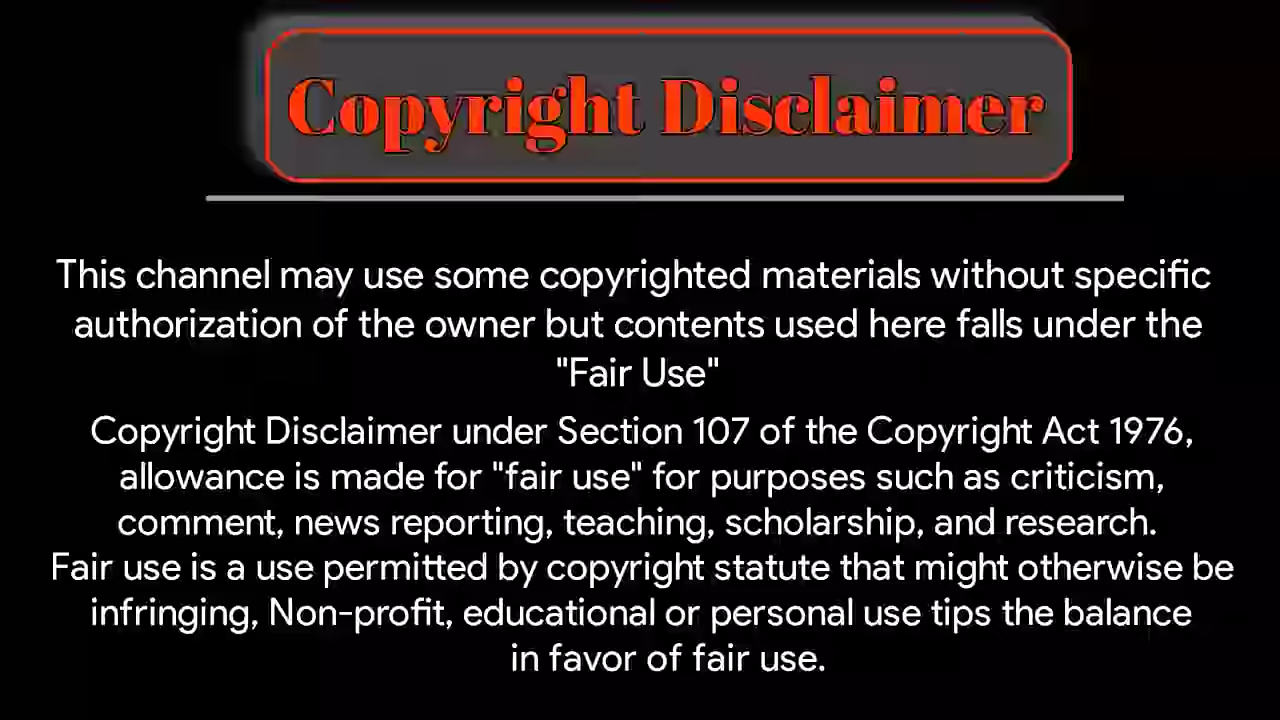 Copyright Disclaimer
This channel may use some copyrighted materials without specific
authorization of the owner but contents used here falls under the
"Fair Use"
Copyright Disclaimer under Section 107 of the Copyright Act 1976,
allowance is made for "fair use" for purposes such as criticism,
comment, news reporting, teaching, scholarship, and research.
Fair use is a use permitted by copyright statute that might otherwise be
infringing, Non-profit, educational or personal use tips the balance
in favor of fair use.